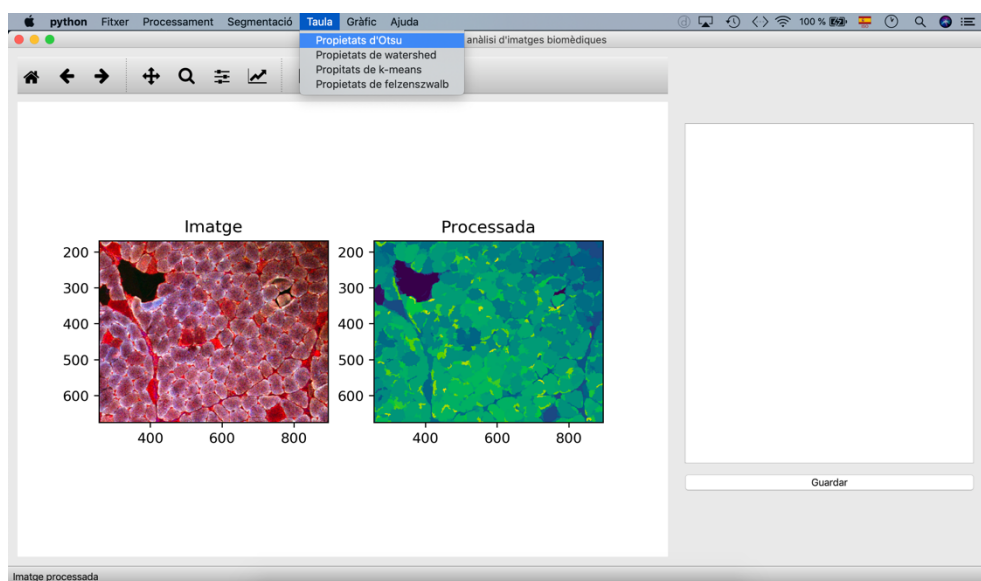 python Fitxer Processament Segmentació Taula Gràfic Ajuda 100 %
Propietats d'Otsu
anàlisi d'imatges biomèdiques
Propietats de watershed
Propitats de k-means
Propietats de felzenszwalb
Imatge Processada
200 200
300 300
400 400
500 500
600 600
400 600 800 400 600 800
Guardar
Imatge processada